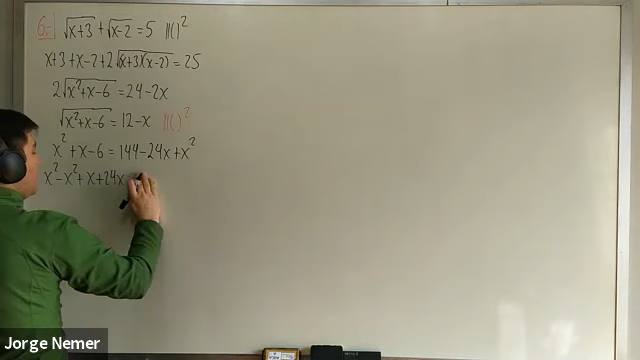 6.-] √(x+3) + √(x-2) = 5 ||()²
x+3+x-2+2√((x+3)(x-2)) = 25
2√(x²+x-6) = 24-2x
√(x²+x-6) = 12-x ||()²
x²+x-6 = 144-24x+x²
x²-x²+x+24x
Jorge Nemer